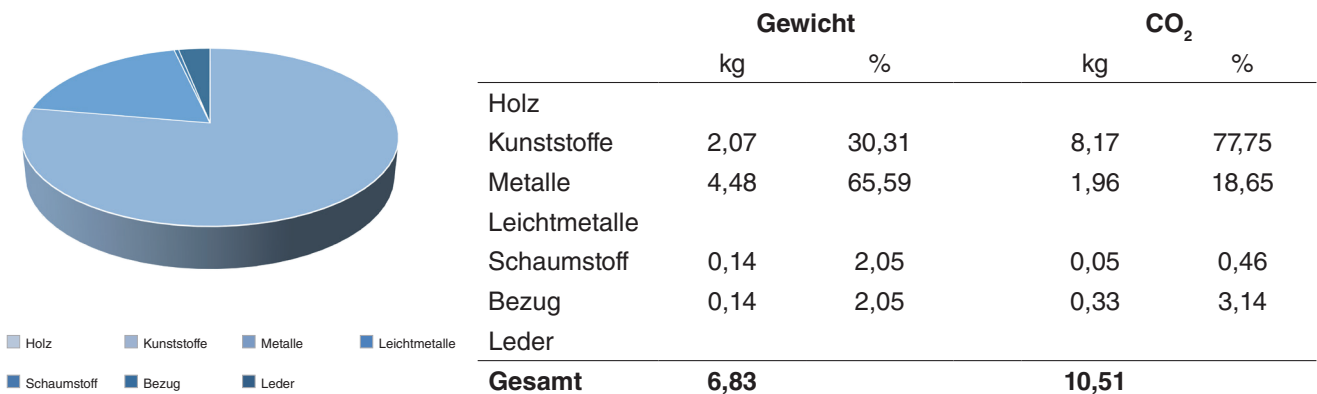 Gewicht CO2
kg % kg %
Holz
Kunststoffe 2,07 30,31 8,17 77,75
Metalle 4,48 65,59 1,96 18,65
Leichtmetalle
Schaumstoff 0,14 2,05 0,05 0,46
Bezug 0,14 2,05 0,33 3,14
Leder
Gesamt 6,83 10,51
Holz Kunststoffe Metalle Leichtmetalle
Schaumstoff Bezug Leder